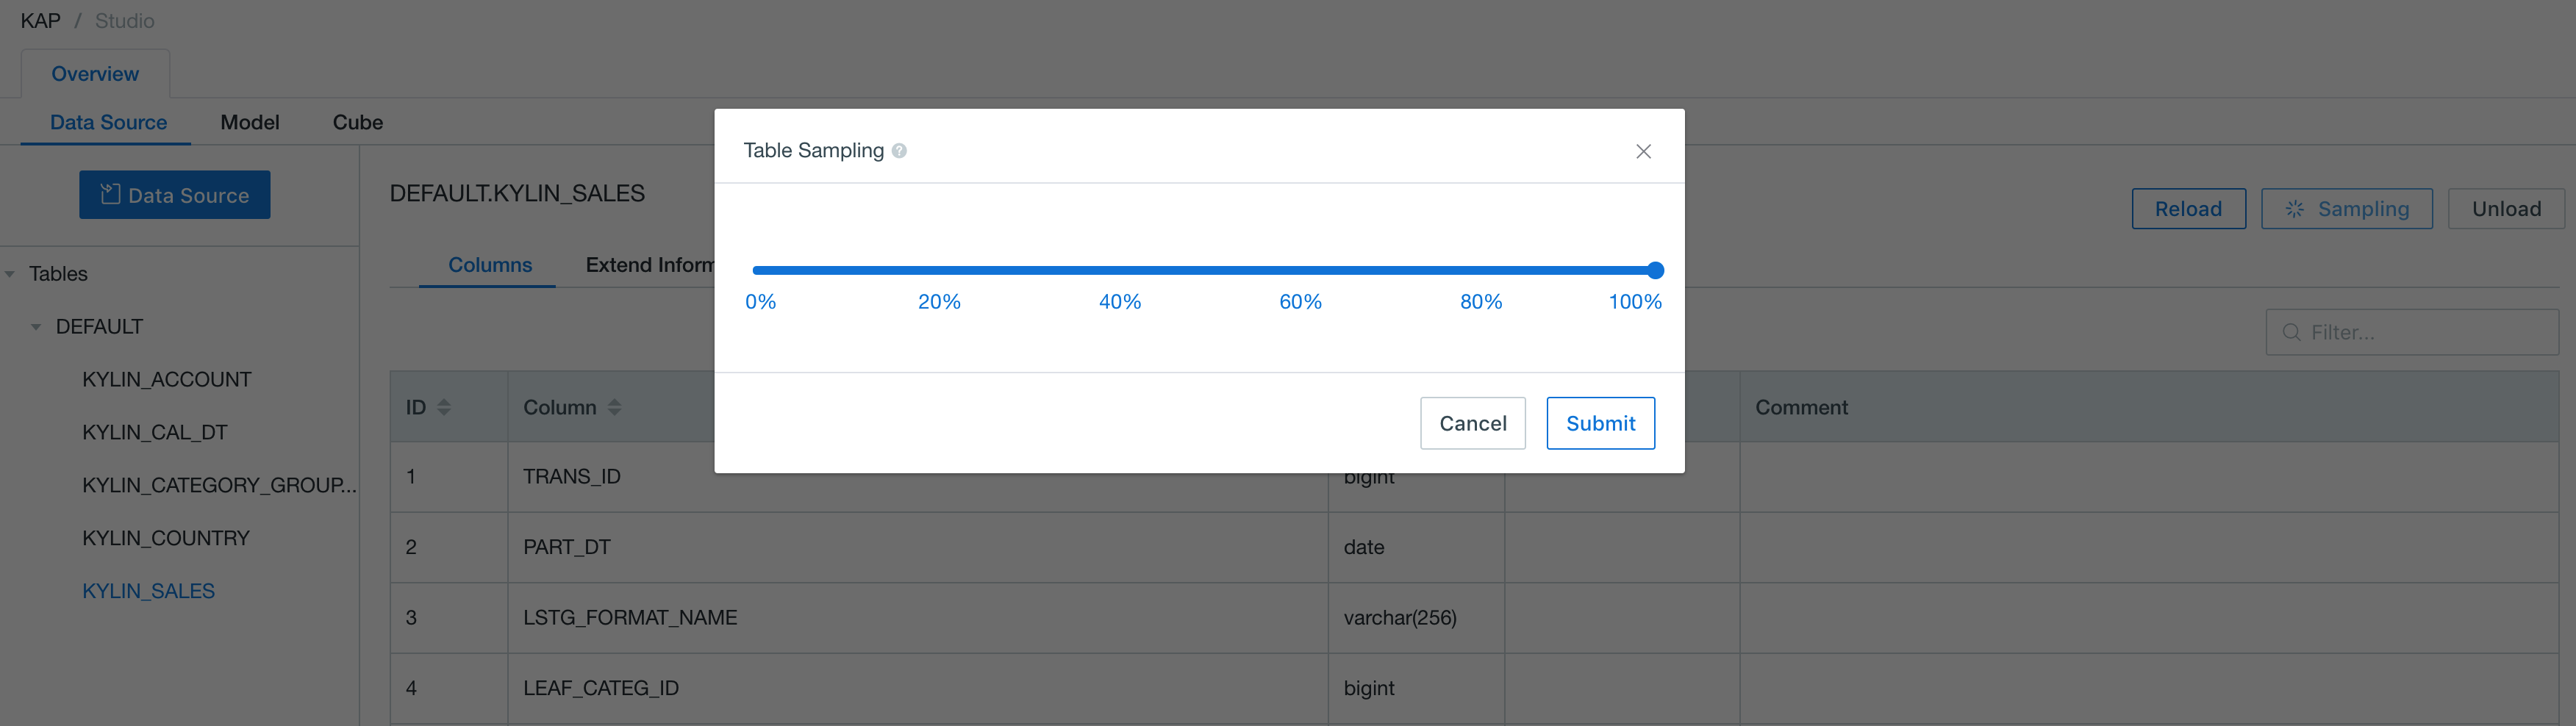 KAP / Studio
Overview
Data Source Model Cube
Data Source
Tables
DEFAULT
KYLIN_ACCOUNT
KYLIN_CAL_DT
KYLIN_CATEGORY_GROUP...
KYLIN_COUNTRY
KYLIN_SALES
DEFAULT.KYLIN_SALES
Reload Sampling Unload
Columns Extend Inform
Filter...
Table Sampling ?
0% 20% 40% 60% 80% 100%
Cancel Submit
ID Column Comment
1 TRANS_ID bigint
2 PART_DT date
3 LSTG_FORMAT_NAME varchar(256)
4 LEAF_CATEG_ID bigint